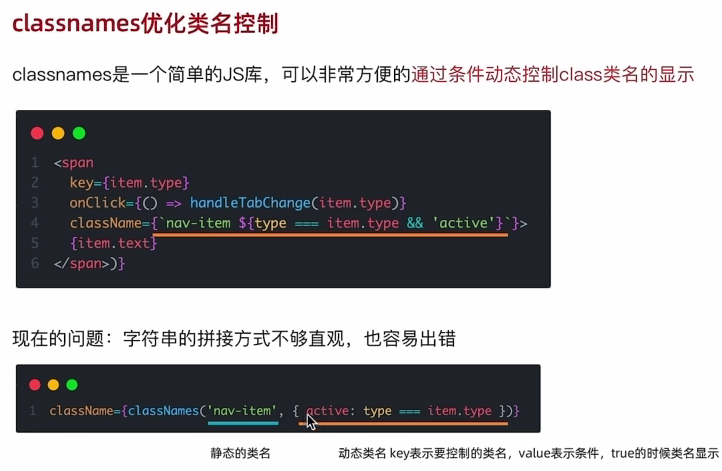 classnames优化类名控制
classnames是一个简单的JS库，可以非常方便的通过条件动态控制class类名的显示
1 <span
2 key={item.type}
3 onClick={() => handleTabChange(item.type)}
4 className={`nav-item ${type === item.type && 'active'}`}>
5 {item.text}
6 </span>)}
现在的问题：字符串的拼接方式不够直观，也容易出错
1 className={classNames('nav-item', { active: type === item.type })}
静态的类名 动态类名 key表示要控制的类名，value表示条件，true的时候类名显示